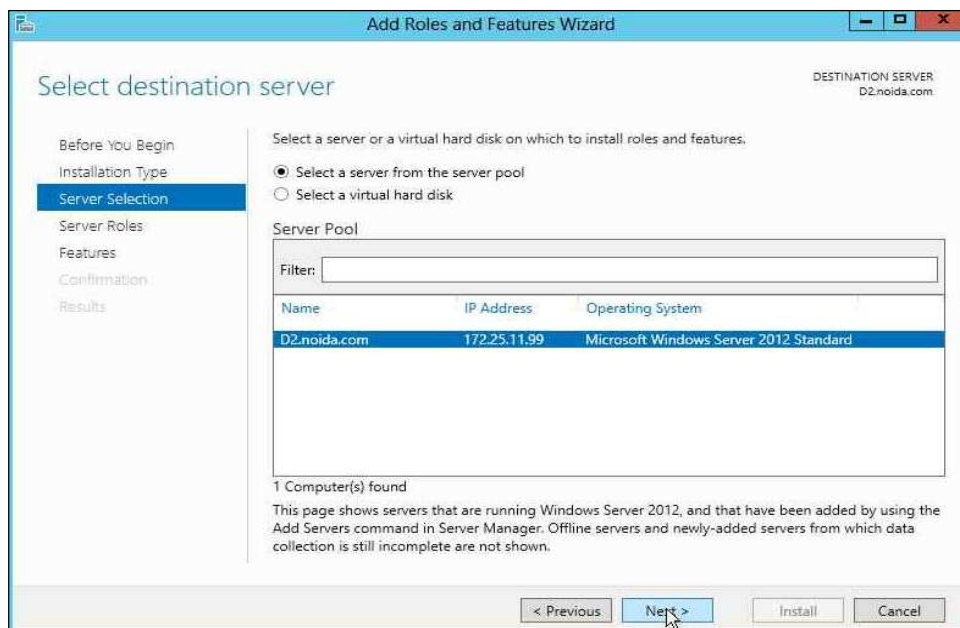 Add Roles and Features Wizard
Select destination server
DESTINATION SERVER
D2.noida.com
Before You Begin
Installation Type
Server Selection
Server Roles
Features
Confirmation
Results
Select a server or a virtual hard disk on which to install roles and features.
Select a server from the server pool
Select a virtual hard disk
Server Pool
Filter:
Name IP Address Operating System
D2.noida.com 172.25.11.99 Microsoft Windows Server 2012 Standard
1 Computer(s) found
This page shows servers that are running Windows Server 2012, and that have been added by using the
Add Servers command in Server Manager. Offline servers and newly-added servers from which data
collection is still incomplete are not shown.
< Previous Next > Install Cancel